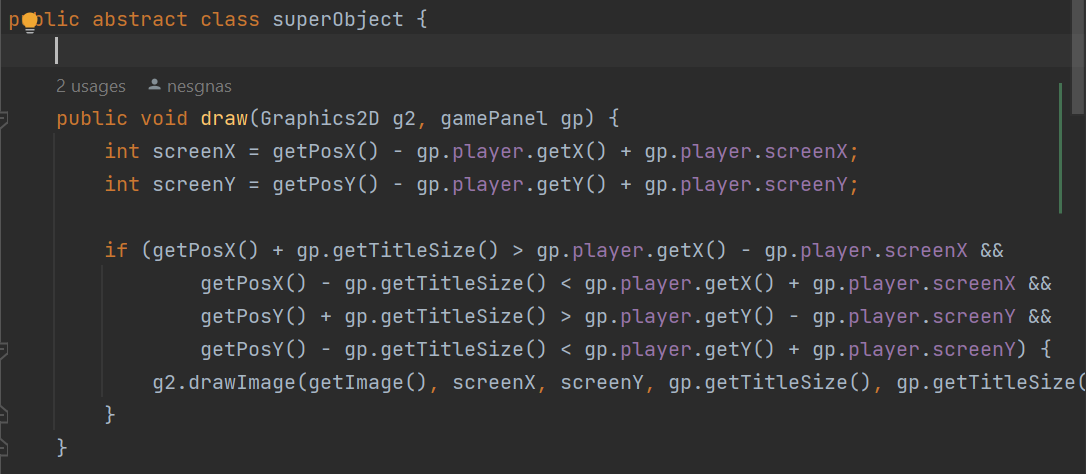 public abstract class superObject {
2 usages nesgnas
public void draw(Graphics2D g2, gamePanel gp) {
int screenX = getPosX() - gp.player.getX() + gp.player.screenX;
int screenY = getPosY() - gp.player.getY() + gp.player.screenY;
if (getPosX() + gp.getTitleSize() > gp.player.getX() - gp.player.screenX &&
getPosX() - gp.getTitleSize() < gp.player.getX() + gp.player.screenX &&
getPosY() + gp.getTitleSize() > gp.player.getY() - gp.player.screenY &&
getPosY() - gp.getTitleSize() < gp.player.getY() + gp.player.screenY) {
g2.drawImage(getImage(), screenX, screenY, gp.getTitleSize(), gp.getTitleSize(
}
}